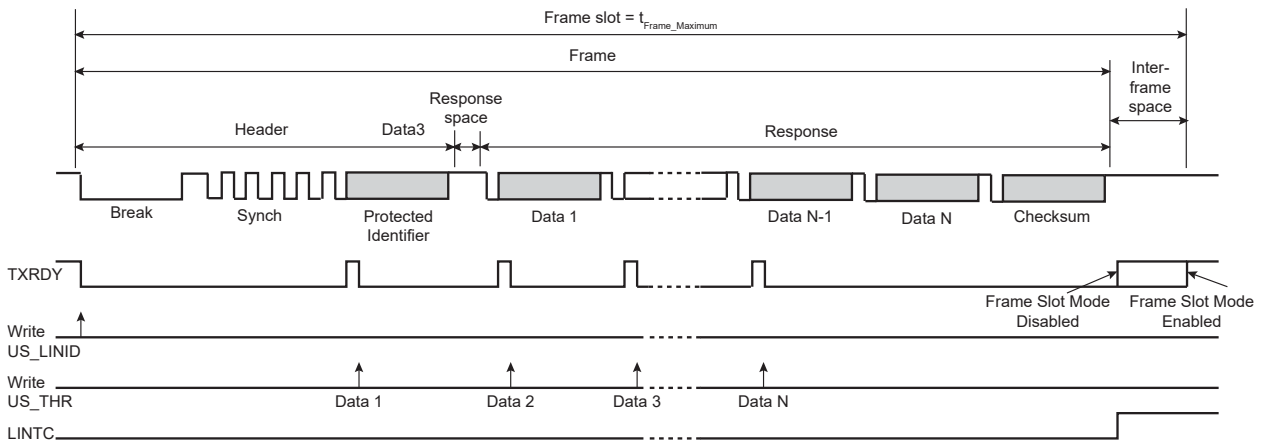 Frame slot = tFrame_Maximum
Frame
Inter-
frame
space
Response
space
Header
Data3
Response
Break
Synch
Protected
Identifier
Data 1
Data N-1
Data N
Checksum
TXRDY
Frame Slot Mode
Disabled
Frame Slot Mode
Enabled
Write
US_LINID
Write
US_THR
Data 1
Data 2
Data 3
Data N
LINTC